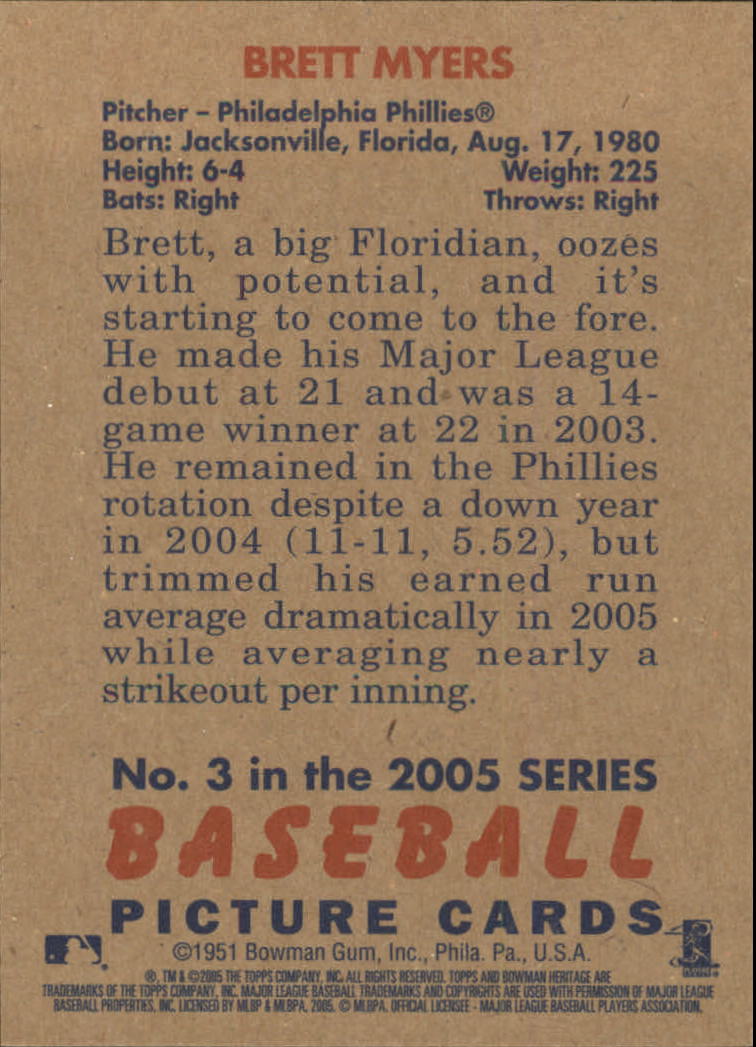 BRETT MYERS
Pitcher – Philadelphia Phillies®
Born: Jacksonville, Florida, Aug. 17, 1980
Height: 6-4 Weight: 225
Bats: Right Throws: Right
Brett, a big Floridian, oozes
with potential, and it's
starting to come to the fore.
He made his Major League
debut at 21 and was a 14-
game winner at 22 in 2003.
He remained in the Phillies
rotation despite a down year
in 2004 (11-11, 5.52), but
trimmed his earned run
average dramatically in 2005
while averaging nearly a
strikeout per inning.
No. 3 in the 2005 SERIES
BASEBALL
PICTURE CARDS
©1951 Bowman Gum, Inc., Phila. Pa., U.S.A.
®, TM & ©2005 THE TOPPS COMPANY, INC. ALL RIGHTS RESERVED. TOPPS AND BOWMAN HERITAGE ARE
TRADEMARKS OF THE TOPPS COMPANY, INC. MAJOR LEAGUE BASEBALL TRADEMARKS AND COPYRIGHTS ARE USED WITH PERMISSION OF MAJOR LEAGUE
BASEBALL PROPERTIES, INC. LICENSED BY MLBP & MLBPA, 2005. © MLBPA. OFFICIAL LICENSEE - MAJOR LEAGUE BASEBALL PLAYERS ASSOCIATION.